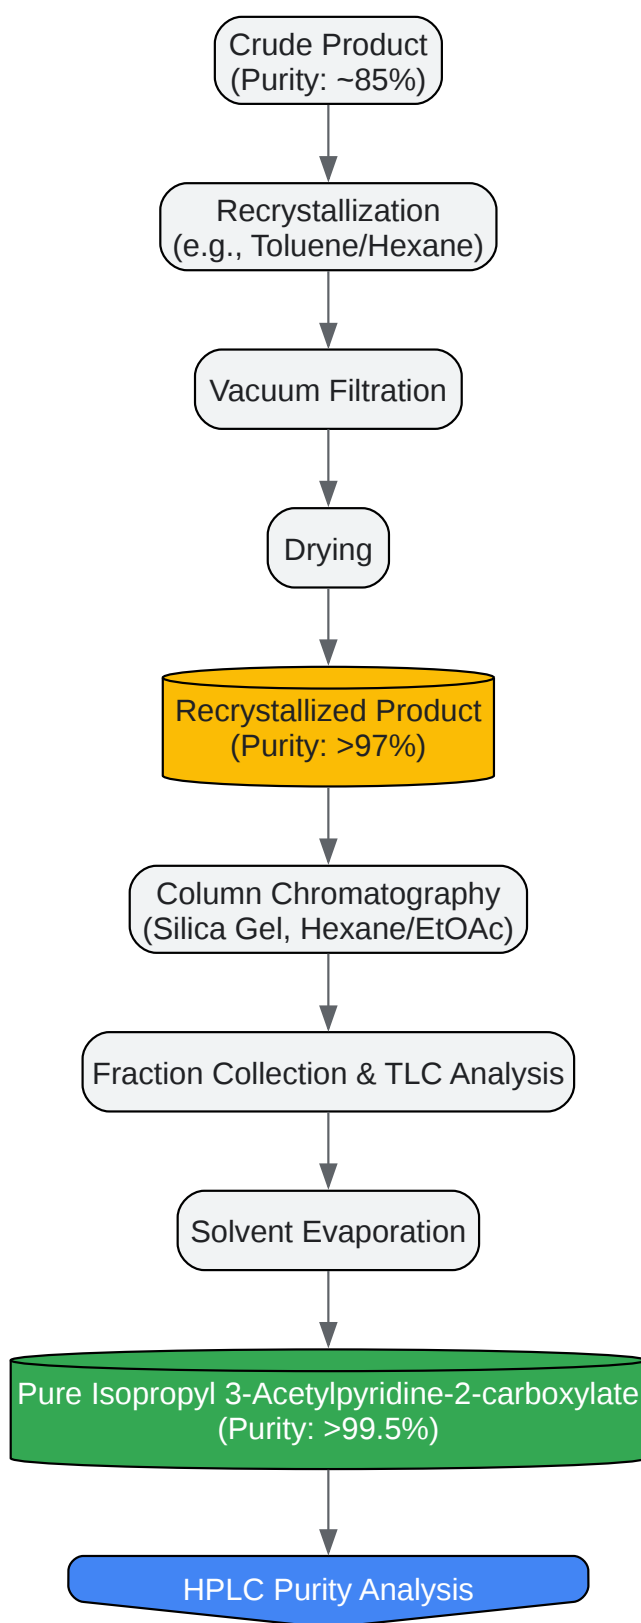 Crude Product
(Purity: ~85%)
Recrystallization
(e.g., Toluene/Hexane)
Vacuum Filtration
Drying
Recrystallized Product
(Purity: >97%)
Column Chromatography
(Silica Gel, Hexane/EtOAc)
Fraction Collection & TLC Analysis
Solvent Evaporation
Pure Isopropyl 3-Acetylpyridine-2-carboxylate
(Purity: >99.5%)
HPLC Purity Analysis